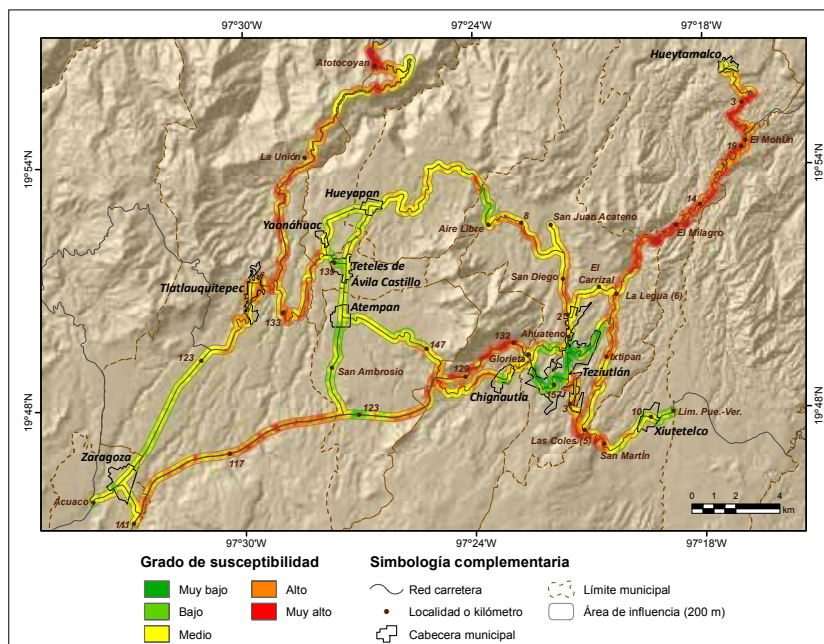 97°30'W 97°24'W 97°18'W
Hueytamalco
Atotocoyan
3
El MohÚn
19
19°54'N 19°54'N
La Unión
Hueyapan
14
Yaonáhuac
Aire Libre
8
San Juan Acateno
El Milagro
139
Teteles de
Ávila Castillo
San Diego
El
Carrizal
Tlatlauquitepec
La Legua (6)
Atempan
133
2
132
Ahuateno
147
Glorieta
Ixtipan
123
129
Teziutlán
San Ambrosio
15
Chignautla
3
19°48'N 19°48'N
123
10
Lim. Pue.-Ver.
Xiutetelco
Las Coles (5)
San Martín
117
Zaragoza
Acuaco
111
0 1 2 4
km
97°30'W 97°24'W 97°18'W
Grado de susceptibilidad
Muy bajo
Bajo
Medio
Alto
Muy alto
Simbología complementaria
Red carretera
Localidad o kilómetro
Cabecera municipal
Límite municipal
Área de influencia (200 m)